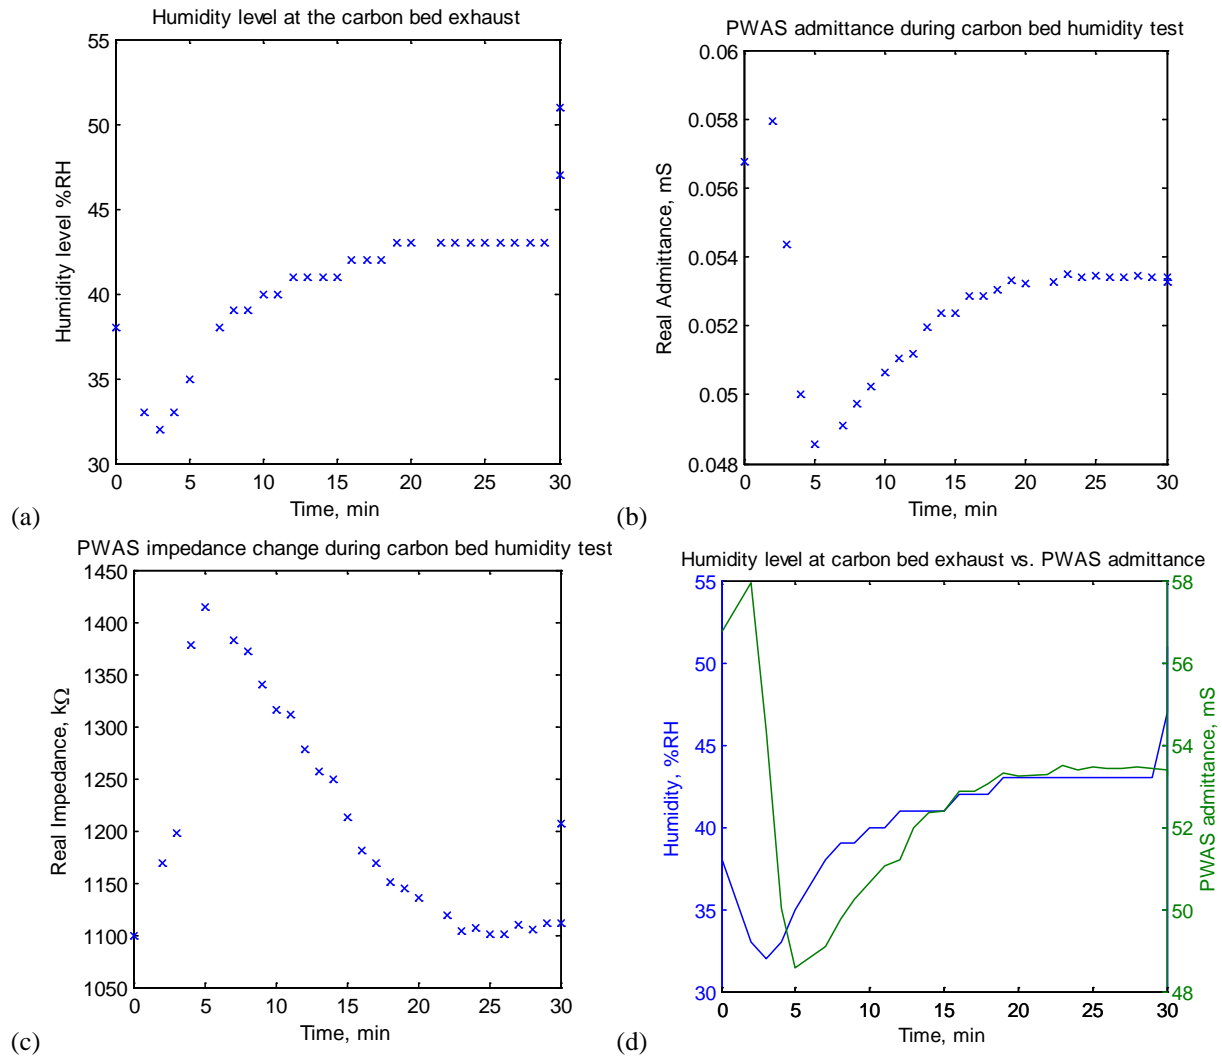 Humidity level at the carbon bed exhaust
55
50
45
40
35
30
0 5 10 15 20 25 30
Humidity level %RH
Time, min
(a)
PWAS admittance during carbon bed humidity test
0.06
0.058
0.056
0.054
0.052
0.05
0.048
0 5 10 15 20 25 30
Real Admittance, mS
Time, min
(b)
PWAS impedance change during carbon bed humidity test
1450
1400
1350
1300
1250
1200
1150
1100
1050
0 5 10 15 20 25 30
Real Impedance, kΩ
Time, min
(c)
Humidity level at carbon bed exhaust vs. PWAS admittance
55
50
45
40
35
30
Humidity, %RH
58
56
54
52
50
48
PWAS admittance, mS
0 5 10 15 20 25 30
Time, min
(d)